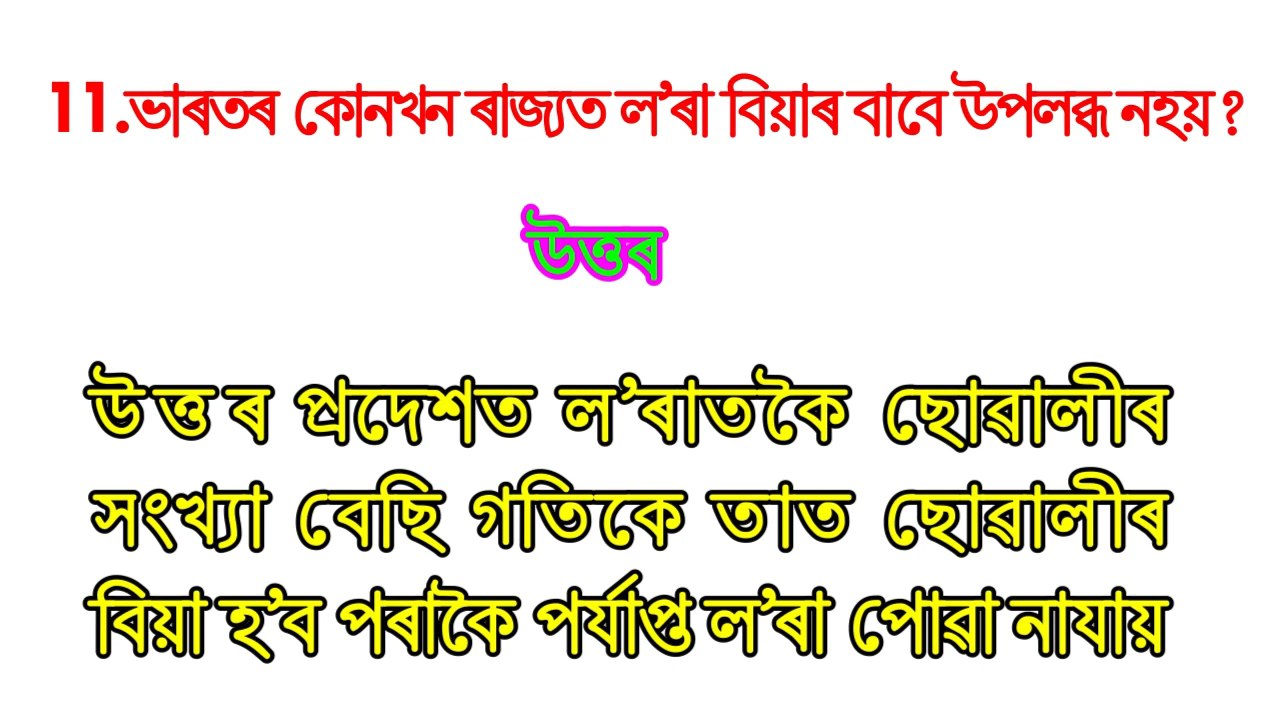 11.ভাৰতৰ কোনখন ৰাজ্যত ল’ৰা বিয়াৰ বাবে উপলব্ধ নহয় ?
উত্তৰ
উত্তৰ প্ৰদেশত ল’ৰাতকৈ ছোৱালীৰ
সংখ্যা বেছি গতিকে তাত ছোৱালীৰ
বিয়া হ’ব পৰাকৈ পৰ্যাপ্ত ল’ৰা পোৱা নাযায়